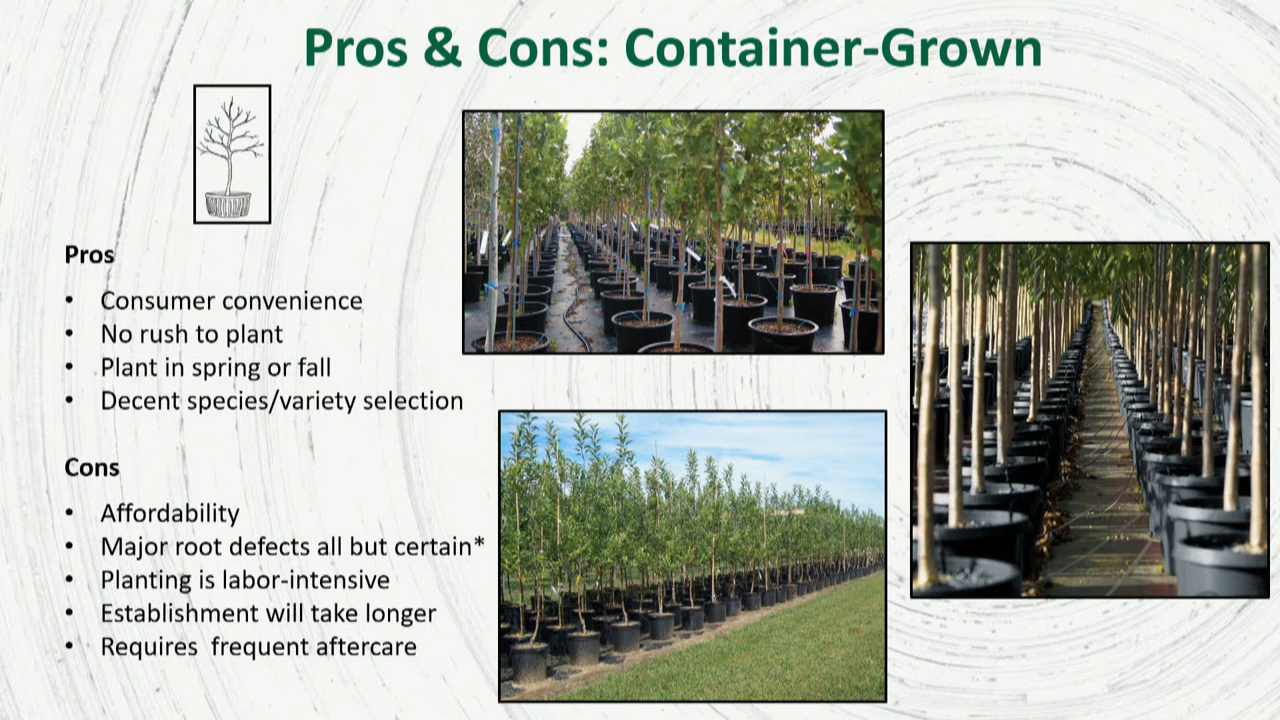 Pros & Cons: Container-Grown
Pros
• Consumer convenience
• No rush to plant
• Plant in spring or fall
• Decent species/variety selection
Cons
• Affordability
• Major root defects all but certain*
• Planting is labor-intensive
• Establishment will take longer
• Requires  frequent aftercare